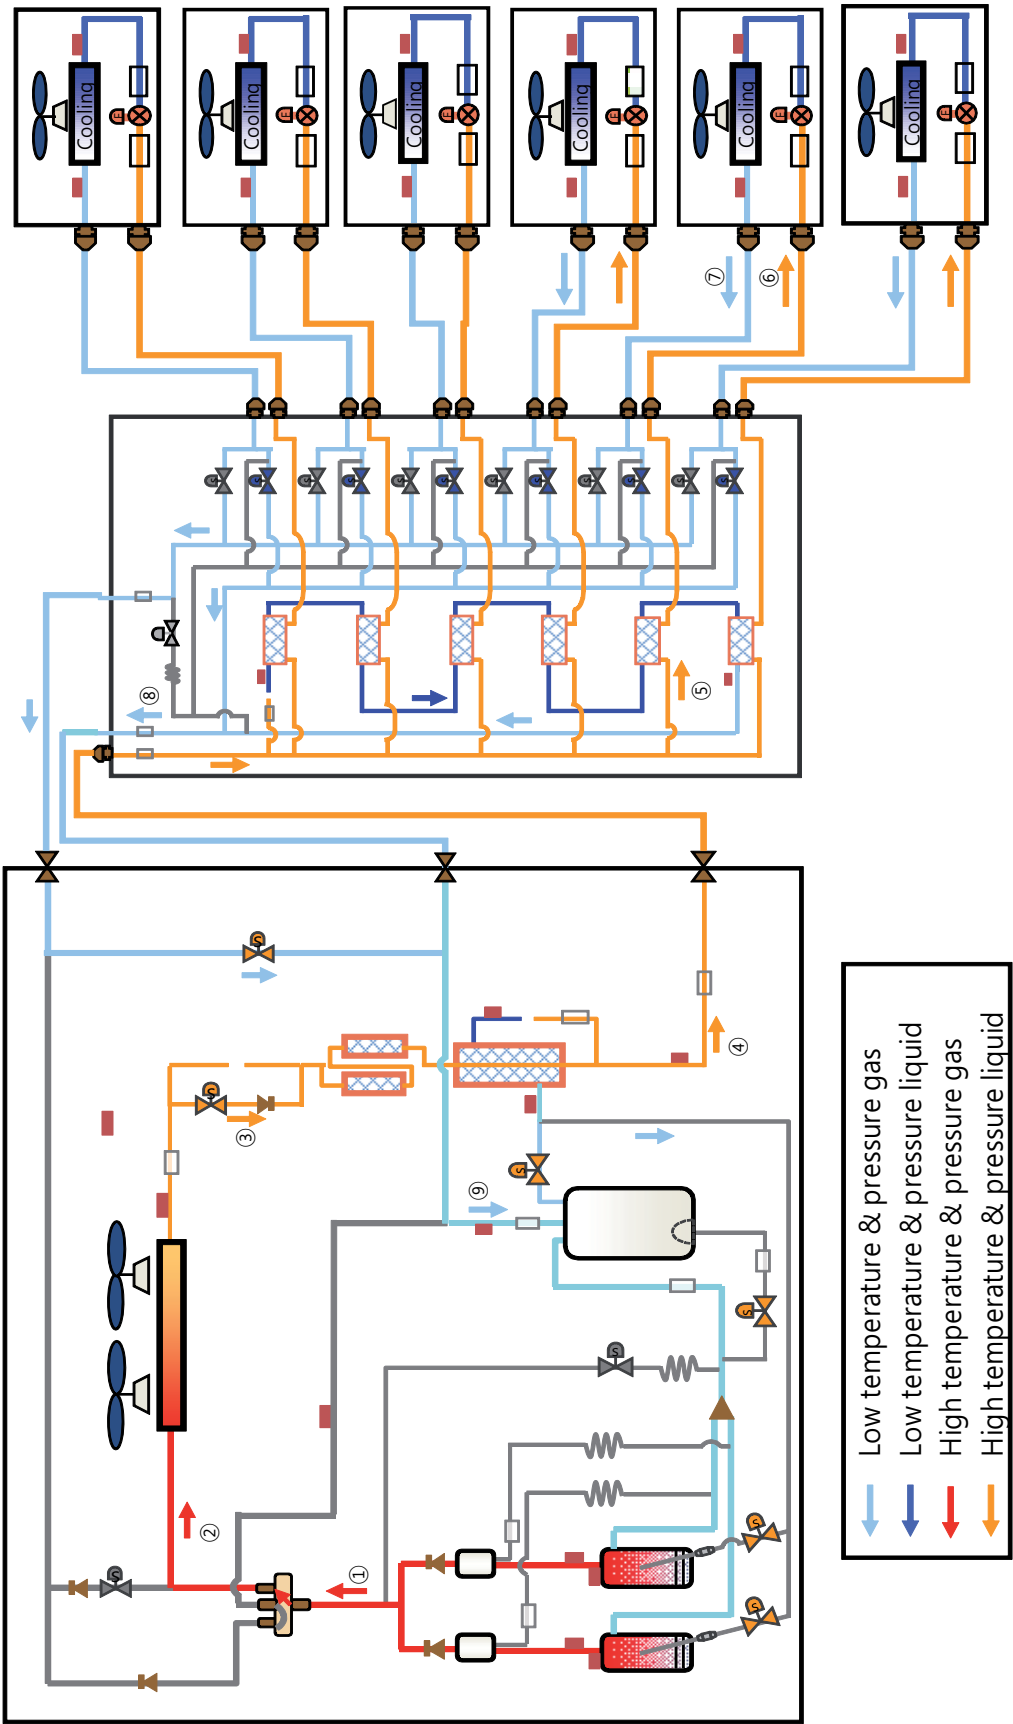 Cooling
E
Cooling
E
Cooling
E
Cooling
E
Cooling
E
Cooling
E
⑦
⑥
S
S
S
S
S
S
S
S
S
S
S
S
⑧
⑤
S
④
S
③
S
⑨
S
S
②
S
①
S
S
Low temperature & pressure gas
Low temperature & pressure liquid
High temperature & pressure gas
High temperature & pressure liquid